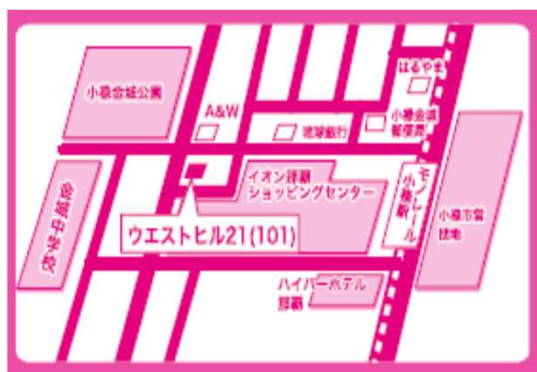 はるやま
小禄金城公園
A&W
小禄金城
郵便局
琉球銀行
イオン那覇
ショッピングセンター
モノレール
小禄駅
小禄市営
団地
金城中学校
ウエストヒル21(101)
ハイパーホテル
那覇